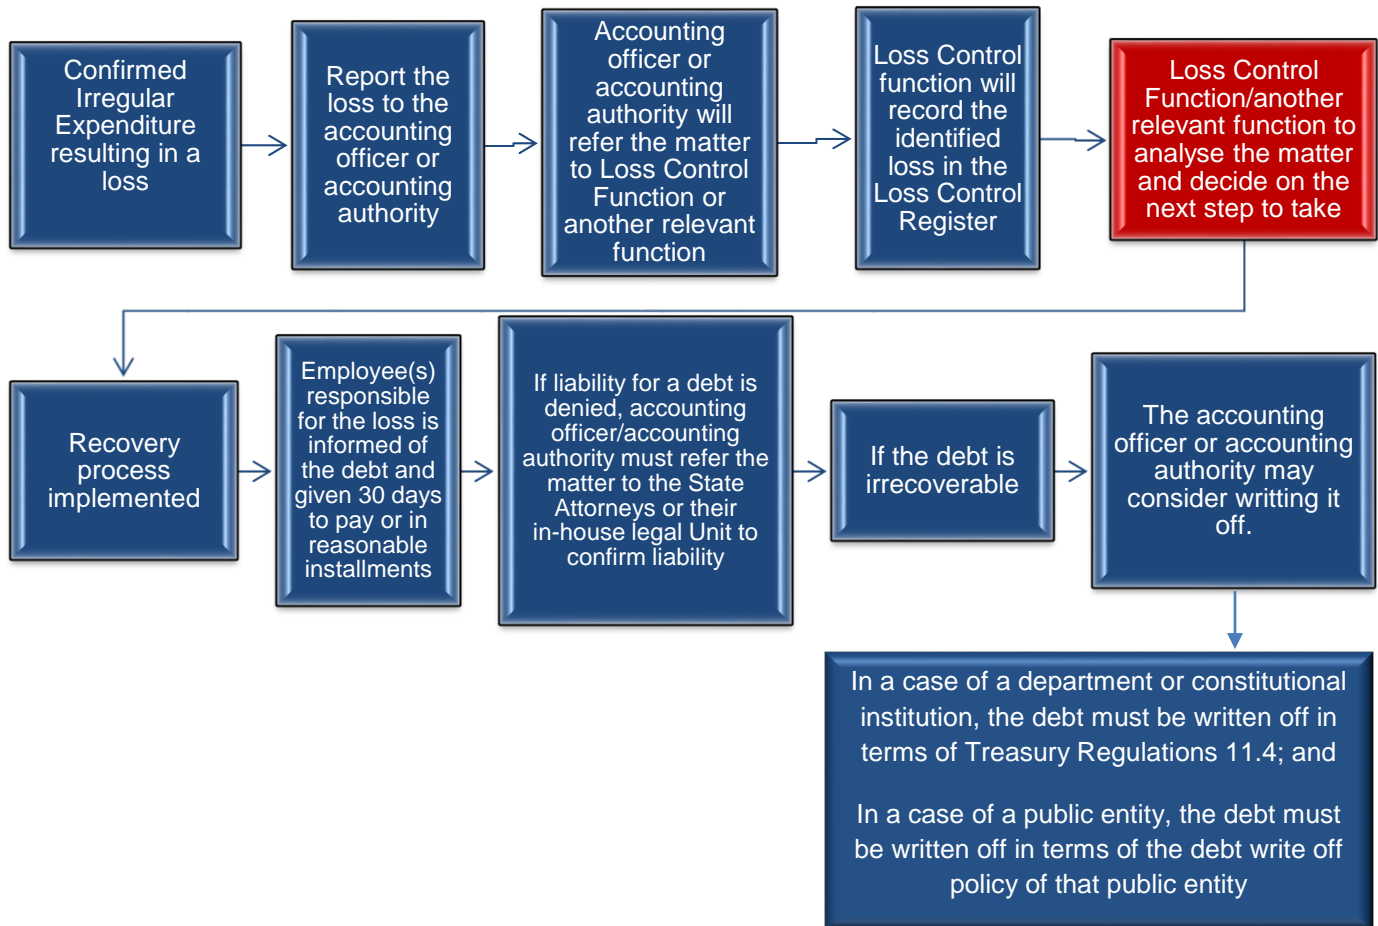 Confirmed
Irregular
Expenditure
resulting in a
loss
Report the
loss to the
accounting
officer or
accounting
authority
Accounting
officer or
accounting
authority will
refer the matter
to Loss Control
Function or
another relevant
function
Loss Control
function will
record the
identified
loss in the
Loss Control
Register
Loss Control
Function/another
relevant function to
analyse the matter
and decide on the
next step to take
Recovery
process
implemented
Employee(s)
responsible
for the loss is
informed of
the debt and
given 30 days
to pay or in
reasonable
installments
If liability for a debt is
denied, accounting
officer/accounting
authority must refer the
matter to the State
Attorneys or their
in-house legal Unit to
confirm liability
If the debt is
irrecoverable
The accounting
officer or accounting
authority may
consider writting it
off.
In a case of a department or constitutional
institution, the debt must be written off in
terms of Treasury Regulations 11.4; and
In a case of a public entity, the debt must
be written off in terms of the debt write off
policy of that public entity